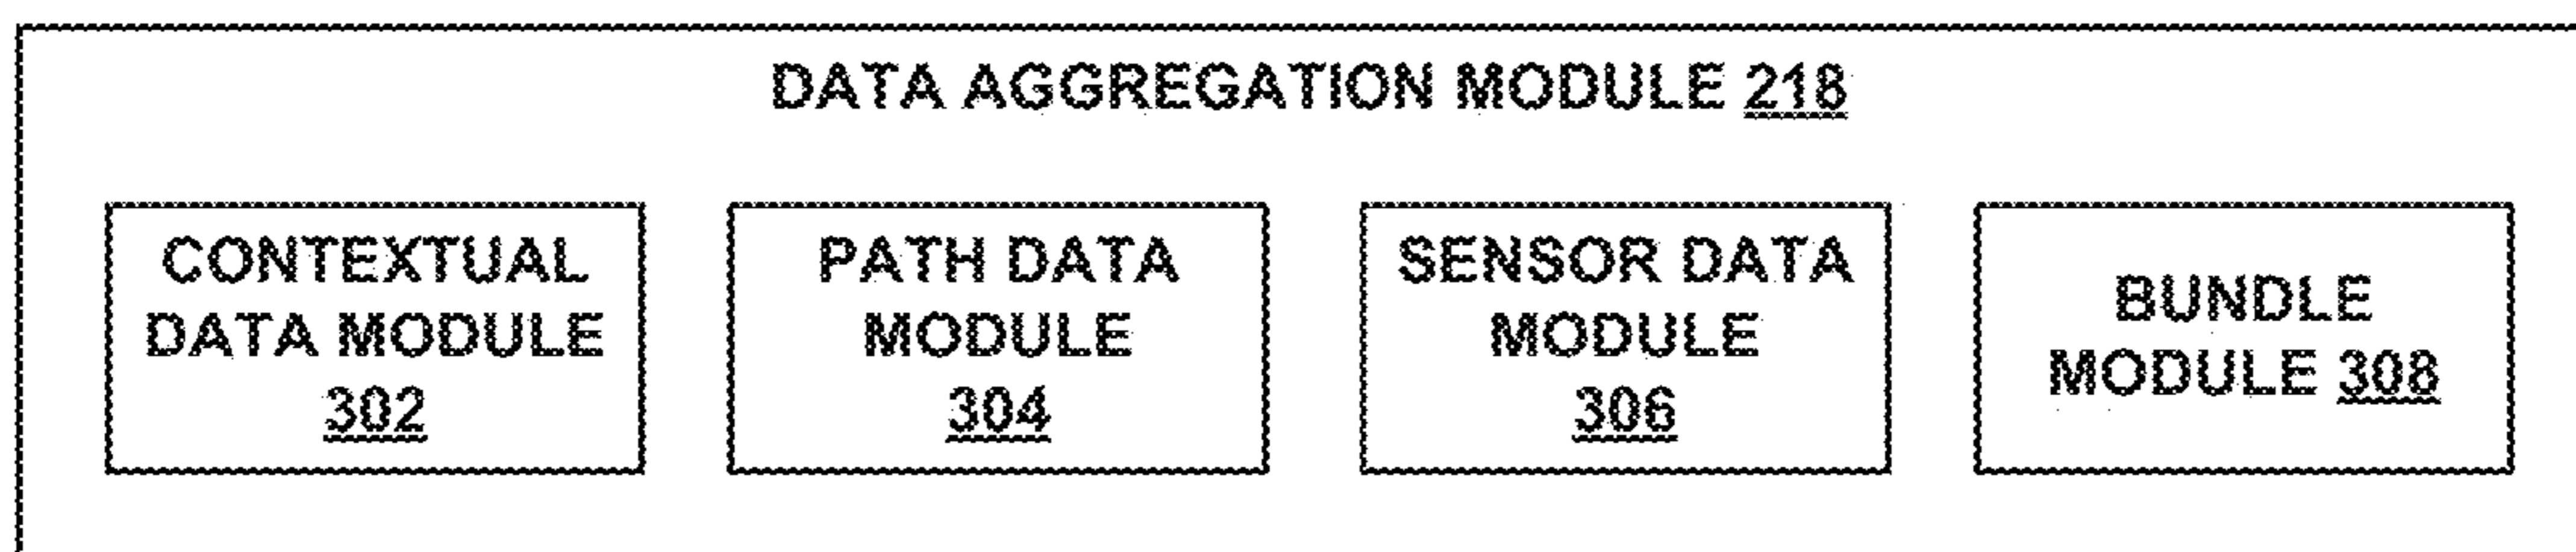 DATA AGGREGATION MODULE 218
CONTEXTUAL
DATA MODULE
302
PATH DATA
MODULE
304
SENSOR DATA
MODULE
306
BUNDLE
MODULE 308